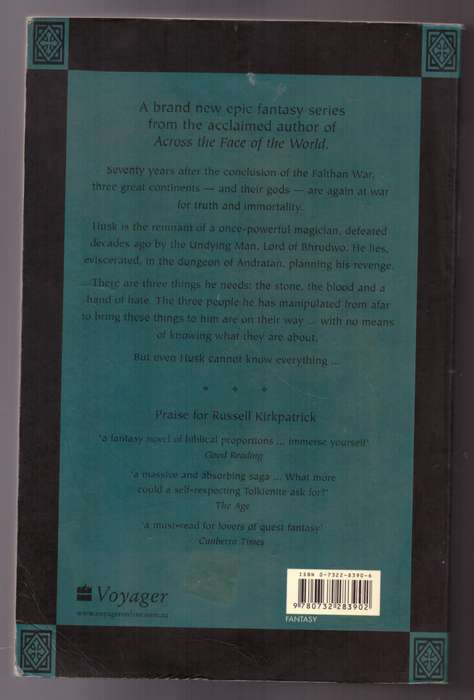 A brand new epic fantasy series
from the acclaimed author of
Across the Face of the World.
Seventy years after the conclusion of the Falthan War,
three great continents — and their gods — are again at war
for truth and immortality.
Husk is the remnant of a once-powerful magician, defeated
decades ago by the Undying Man, Lord of Bhrudwo. He lies,
eviscerated, in the dungeon of Andratan, planning his revenge.
There are three things he needs: the stone, the blood and a
hand of hate. The three people he has manipulated from afar
to bring these things to him are on their way ... with no means
of knowing what they are about.
But even Husk cannot know everything ...
Praise for Russell Kirkpatrick
'a fantasy novel of biblical proportions ... immerse yourself'
Good Reading
'a massive and absorbing saga ... What more
could a self-respecting Tolkienite ask for?'
The Age
'a must-read for lovers of quest fantasy'
Canberra Times
Voyager
www.voyageronline.com.au
ISBN 0-7322-8390-6
9 780732 283902
FANTASY